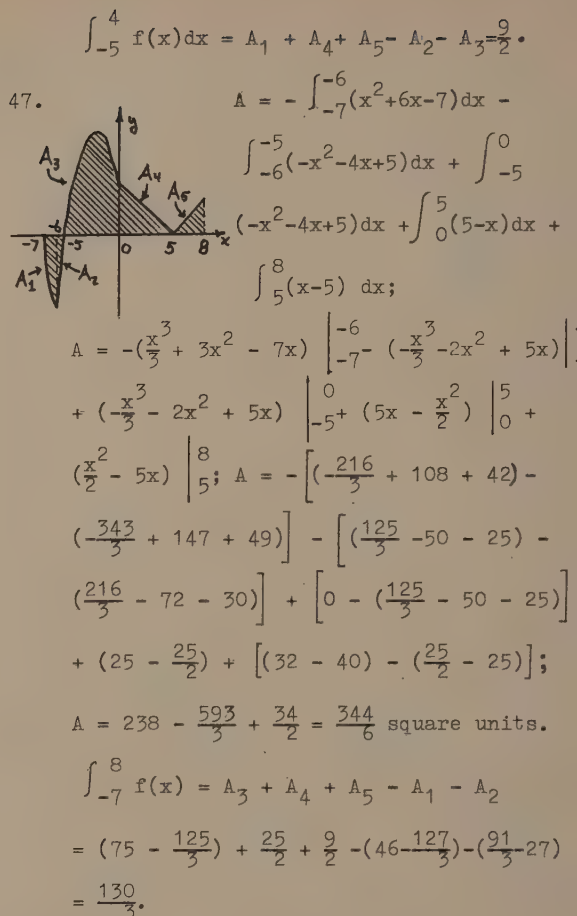 ∫_{-5}^{4} f(x)dx = A₁ + A₄+ A₅- A₂- A₃=9/2.
47.
A = - ∫_{-7}^{-6}(x²+6x-7)dx -
∫_{-6}^{-5}(-x²-4x+5)dx + ∫_{-5}^{0}
(-x²-4x+5)dx +∫_{0}^{5}(5-x)dx +
∫_{5}^{8}(x-5) dx;
y
A₃
A₄
A₅
-7 -6 -5 0 5 8 x
A₁ A₂
A = -(x³/3 + 3x² - 7x) |_{-7}^{-6} - (-x³/3 -2x² + 5x)|
+ (-x³/3 - 2x² + 5x) |_{-5}^{0} + (5x - x²/2) |_{0}^{5} +
(x²/2 - 5x) |_{5}^{8}; A = -[(-216/3 + 108 + 42) -
(-343/3 + 147 + 49)] - [(125/3 -50 - 25) -
(216/3 - 72 - 30)] + [0 - (125/3 - 50 - 25)]
+ (25 - 25/2) + [(32 - 40) - (25/2 - 25)];
A = 238 - 593/3 + 34/2 = 344/6 square units.
∫_{-7}^{8} f(x) = A₃ + A₄ + A₅ - A₁ - A₂
= (75 - 125/3) + 25/2 + 9/2 -(46-127/3)-(91/3-27)
= 130/3.